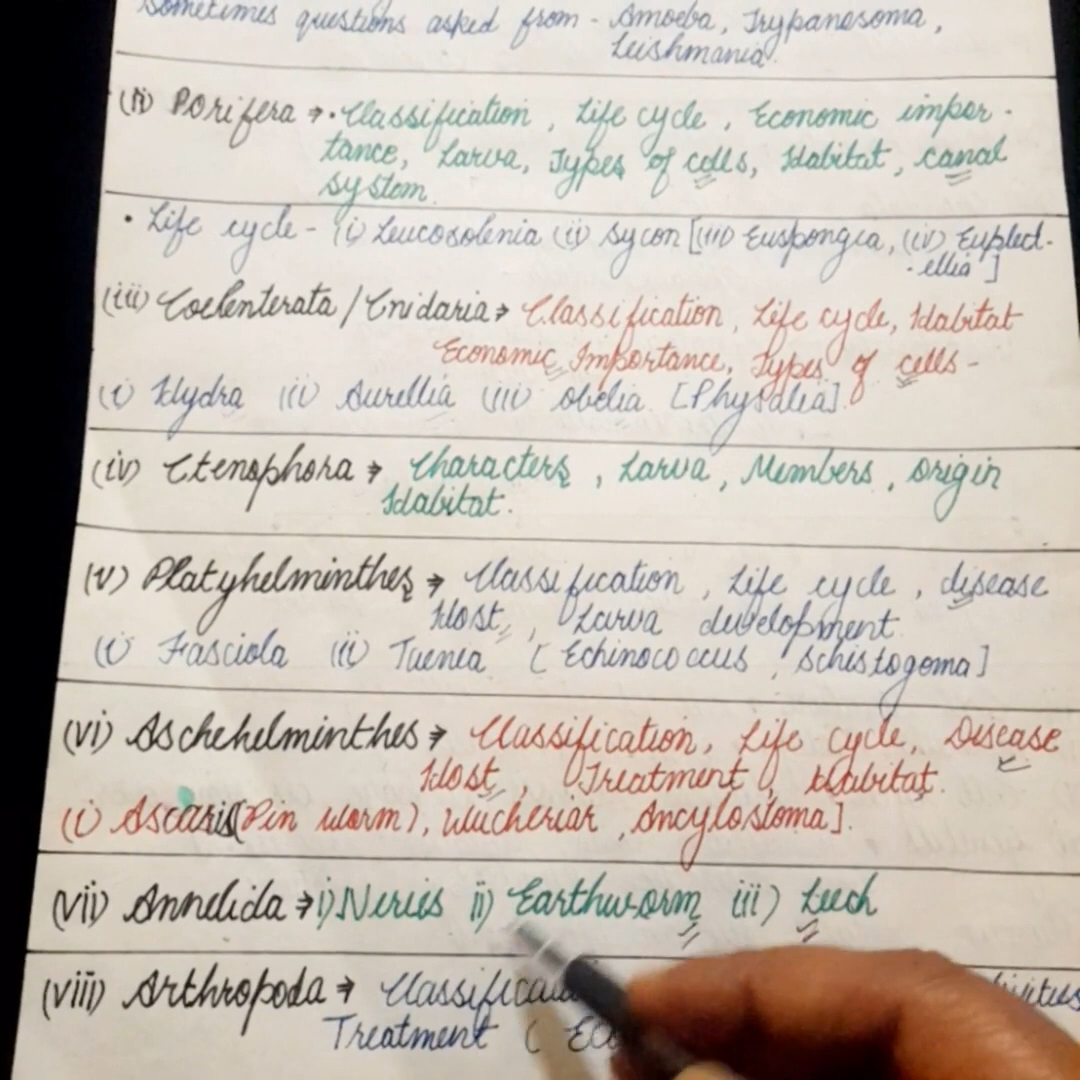 Sometimes questions asked from - Amoeba, Trypanosoma,
Leishmania.
(ii) Porifera → • Classification, Life cycle, Economic impor-
tance, Larva, Types of cells, Habitat, canal
system.
• Life cycle - (i) Leucosolenia (ii) Sycon [(iii) Euspongia, (iv) Euplect-
-ellia]
(iii) Coelenterata / Cnidaria → Classification, Life cycle, Habitat
Economic Importance, Types of cells -
(i) Hydra (ii) Aurellia (iii) obelia [Physalia].
(iv) Ctenophora → Characters, Larva, Members, origin
Habitat.
(v) Platyhelminthes → Classification, Life cycle, disease
Host, Larva development.
(i) Fasciola (ii) Taenea [Echinococcus, Schistogoma]
(vi) Aschehelminthes → Classification, Life cycle, Disease
Host, Treatment, Habitat.
(i) Ascaris (Pin worm), Wucheriar, Ancylostoma].
(vii) Annelida → i) Neries ii) Earthworm iii) Leech
(viii) Arthropoda →
Treatment (